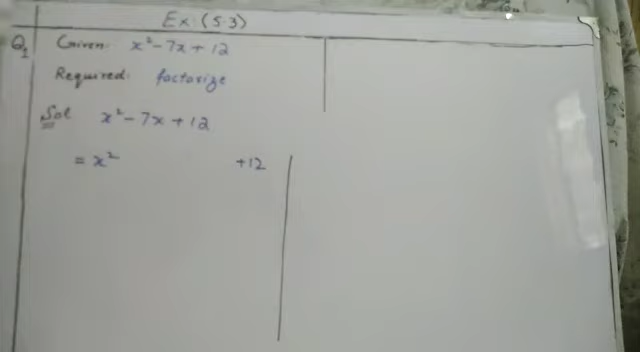 Ex: (5.3)
Q1 Given: x² - 7x + 12
Required: factorize
Sol x² - 7x + 12
= x² +12